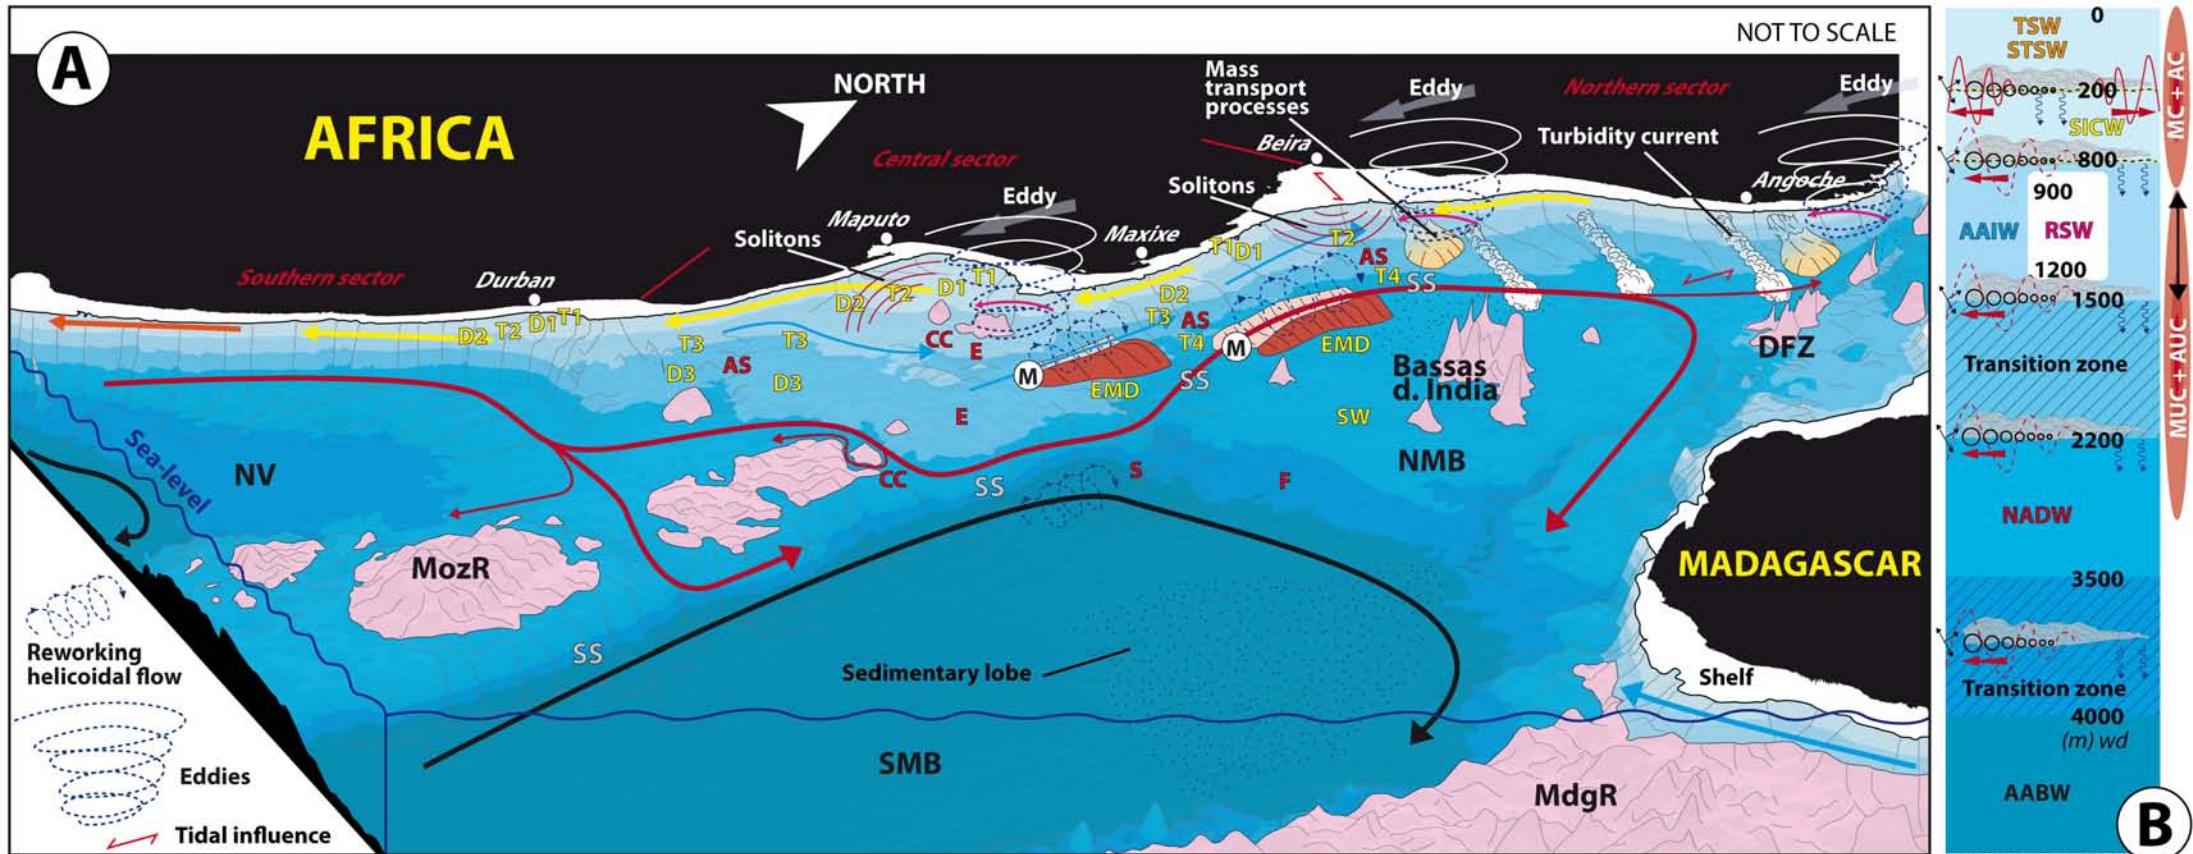 A
NOT TO SCALE
AFRICA
NORTH
Central sector
Southern sector
Northern sector
Mass
transport
processes
Eddy
Eddy
Eddy
Turbidity current
Beira
Angoche
Solitons
Maxixe
Maputo
Solitons
Durban
T1
D1
T2
AS
T4
SS
D2
T2
D1
T1
D2
T2
D1
T1
D2
T3
AS
T4
SS
T3
D3
AS
T3
D3
CC
E
E
M
EMD
M
EMD
Bassas
d. India
DFZ
SW
NMB
Sea-level
NV
CC
SS
S
F
MozR
SS
MADAGASCAR
Shelf
Sedimentary lobe
SMB
MdgR
Reworking
helicoidal flow
Eddies
Tidal influence
0
TSW
STSW
200
SICW
800
900
AAIW
RSW
1200
1500
Transition zone
2200
NADW
3500
Transition zone
4000
(m) wd
AABW
MC + AC
MUC + AUC
B